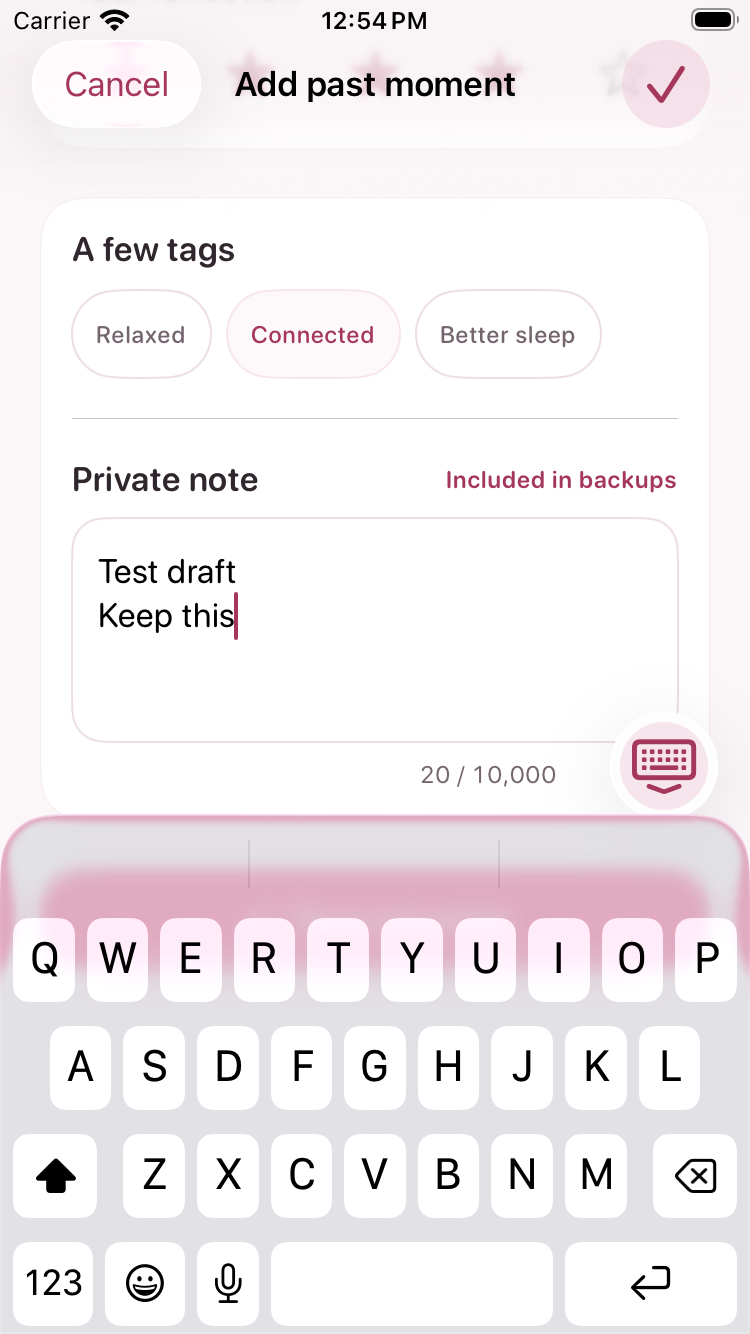 Carrier 12:54 PM
Cancel Add past moment
A few tags
Relaxed Connected Better sleep
Private note Included in backups
Test draft
Keep this
20 / 10,000
Q W E R T Y U I O P
A S D F G H J K L
Z X C V B N M
123